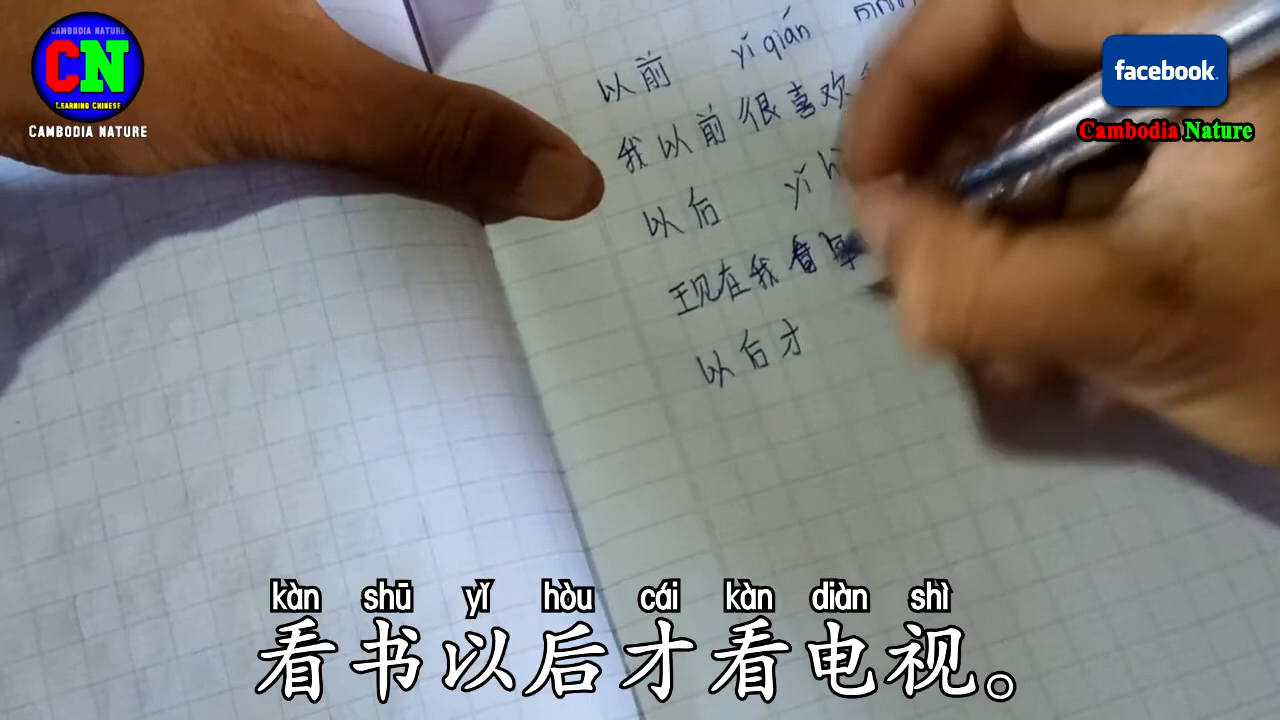 CAMBODIA NATURE
CN
LEARNING CHINESE
CAMBODIA NATURE
facebook
Cambodia Nature
以前 yǐ qián
我以前很喜欢
以后 yǐ h
现在我看
以后才
kàn shū yǐ hòu cái kàn diàn shì
看书以后才看电视。